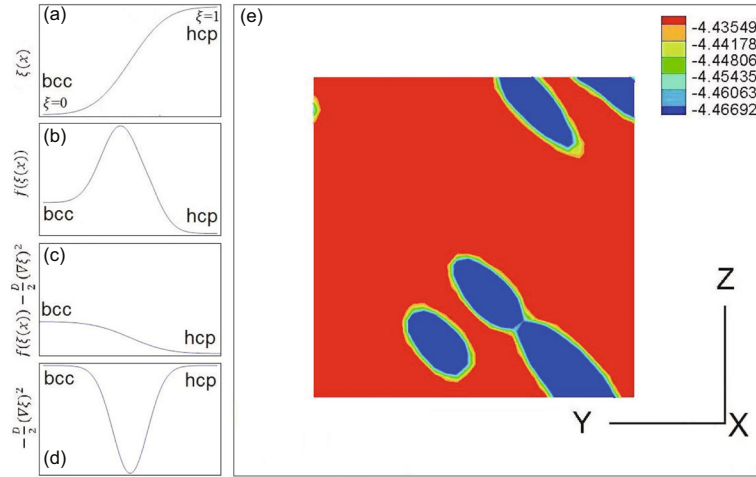 (a)
ξ=1
hcp
bcc
ξ=0
ξ(x)
(b)
bcc
hcp
f(ξ(x))
(c)
bcc
hcp
f(ξ(x)) − D/2 (∇ξ)²
bcc
hcp
(d)
− D/2 (∇ξ)²
(e)
-4.43549
-4.44178
-4.44806
-4.45435
-4.46063
-4.46692
Z
Y
X